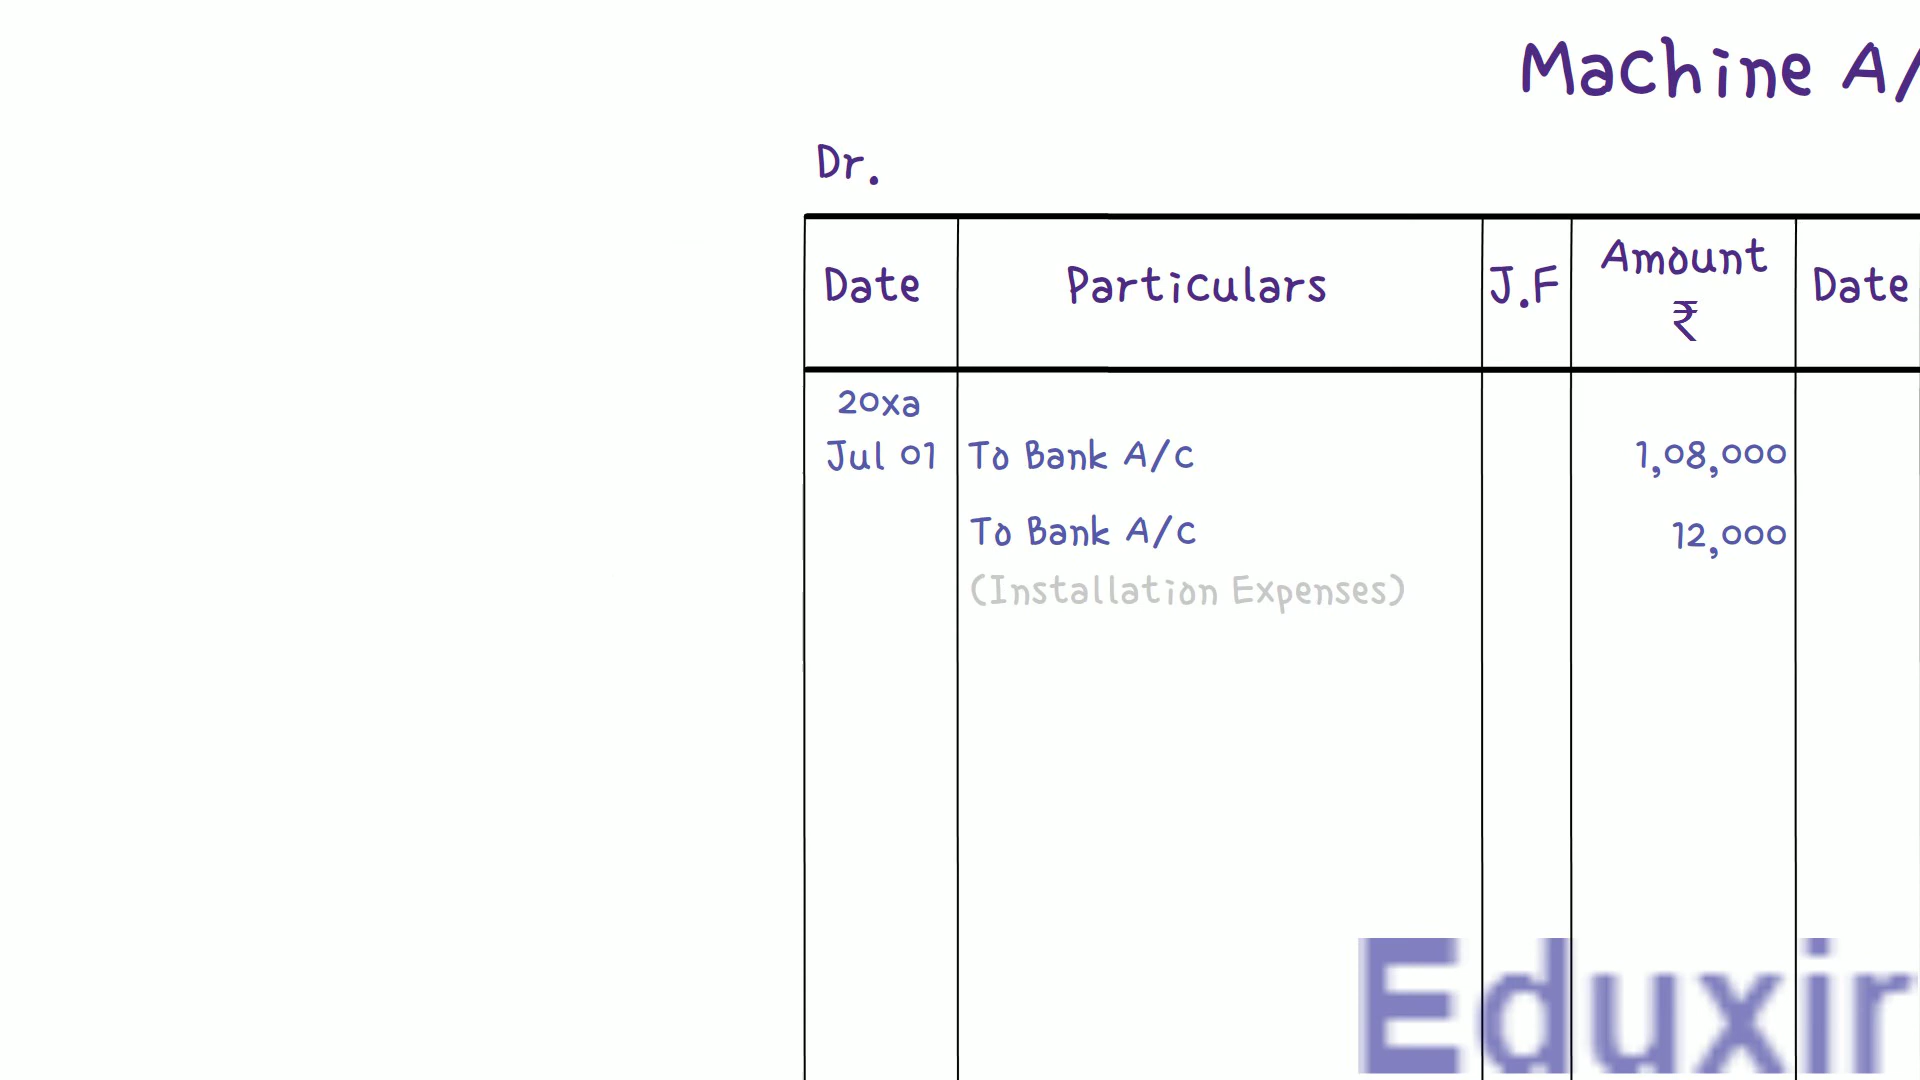 Machine A/
Dr.
Date Particulars J.F Amount ₹ Date
20xa
Jul 01 To Bank A/c 1,08,000
To Bank A/c 12,000
(Installation Expenses)
Eduxir